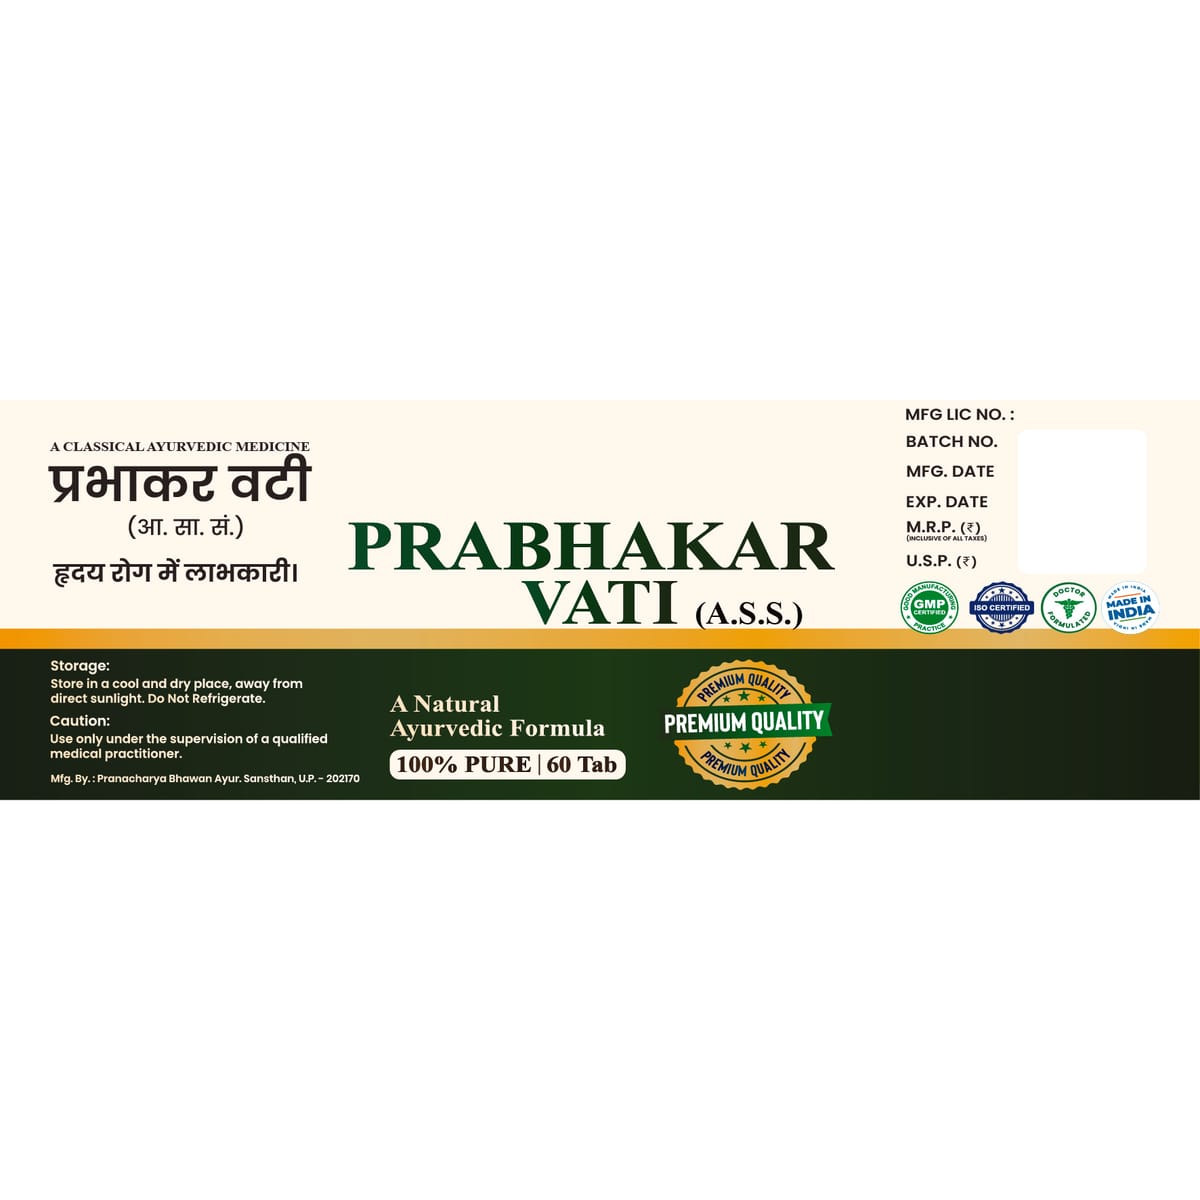 A CLASSICAL AYURVEDIC MEDICINE
प्रभाकर वटी
(आ. सा. सं.)
हृदय रोग में लाभकारी।
PRABHAKAR
VATI (A.S.S.)
MFG LIC NO. :
BATCH NO.
MFG. DATE
EXP. DATE
M.R.P. (₹)
(INCLUSIVE OF ALL TAXES)
U.S.P. (₹)
GOOD MANUFACTURING
GMP
CERTIFIED
PRACTICE
ISO CERTIFIED
DOCTOR
FORMULATED
MADE IN INDIA
MADE IN
INDIA
Storage:
Store in a cool and dry place, away from
direct sunlight. Do Not Refrigerate.
Caution:
Use only under the supervision of a qualified
medical practitioner.
Mfg. By. : Pranacharya Bhawan Ayur. Sansthan, U.P. - 202170
A Natural
Ayurvedic Formula
100% PURE | 60 Tab
PREMIUM QUALITY
PREMIUM QUALITY
PREMIUM QUALITY